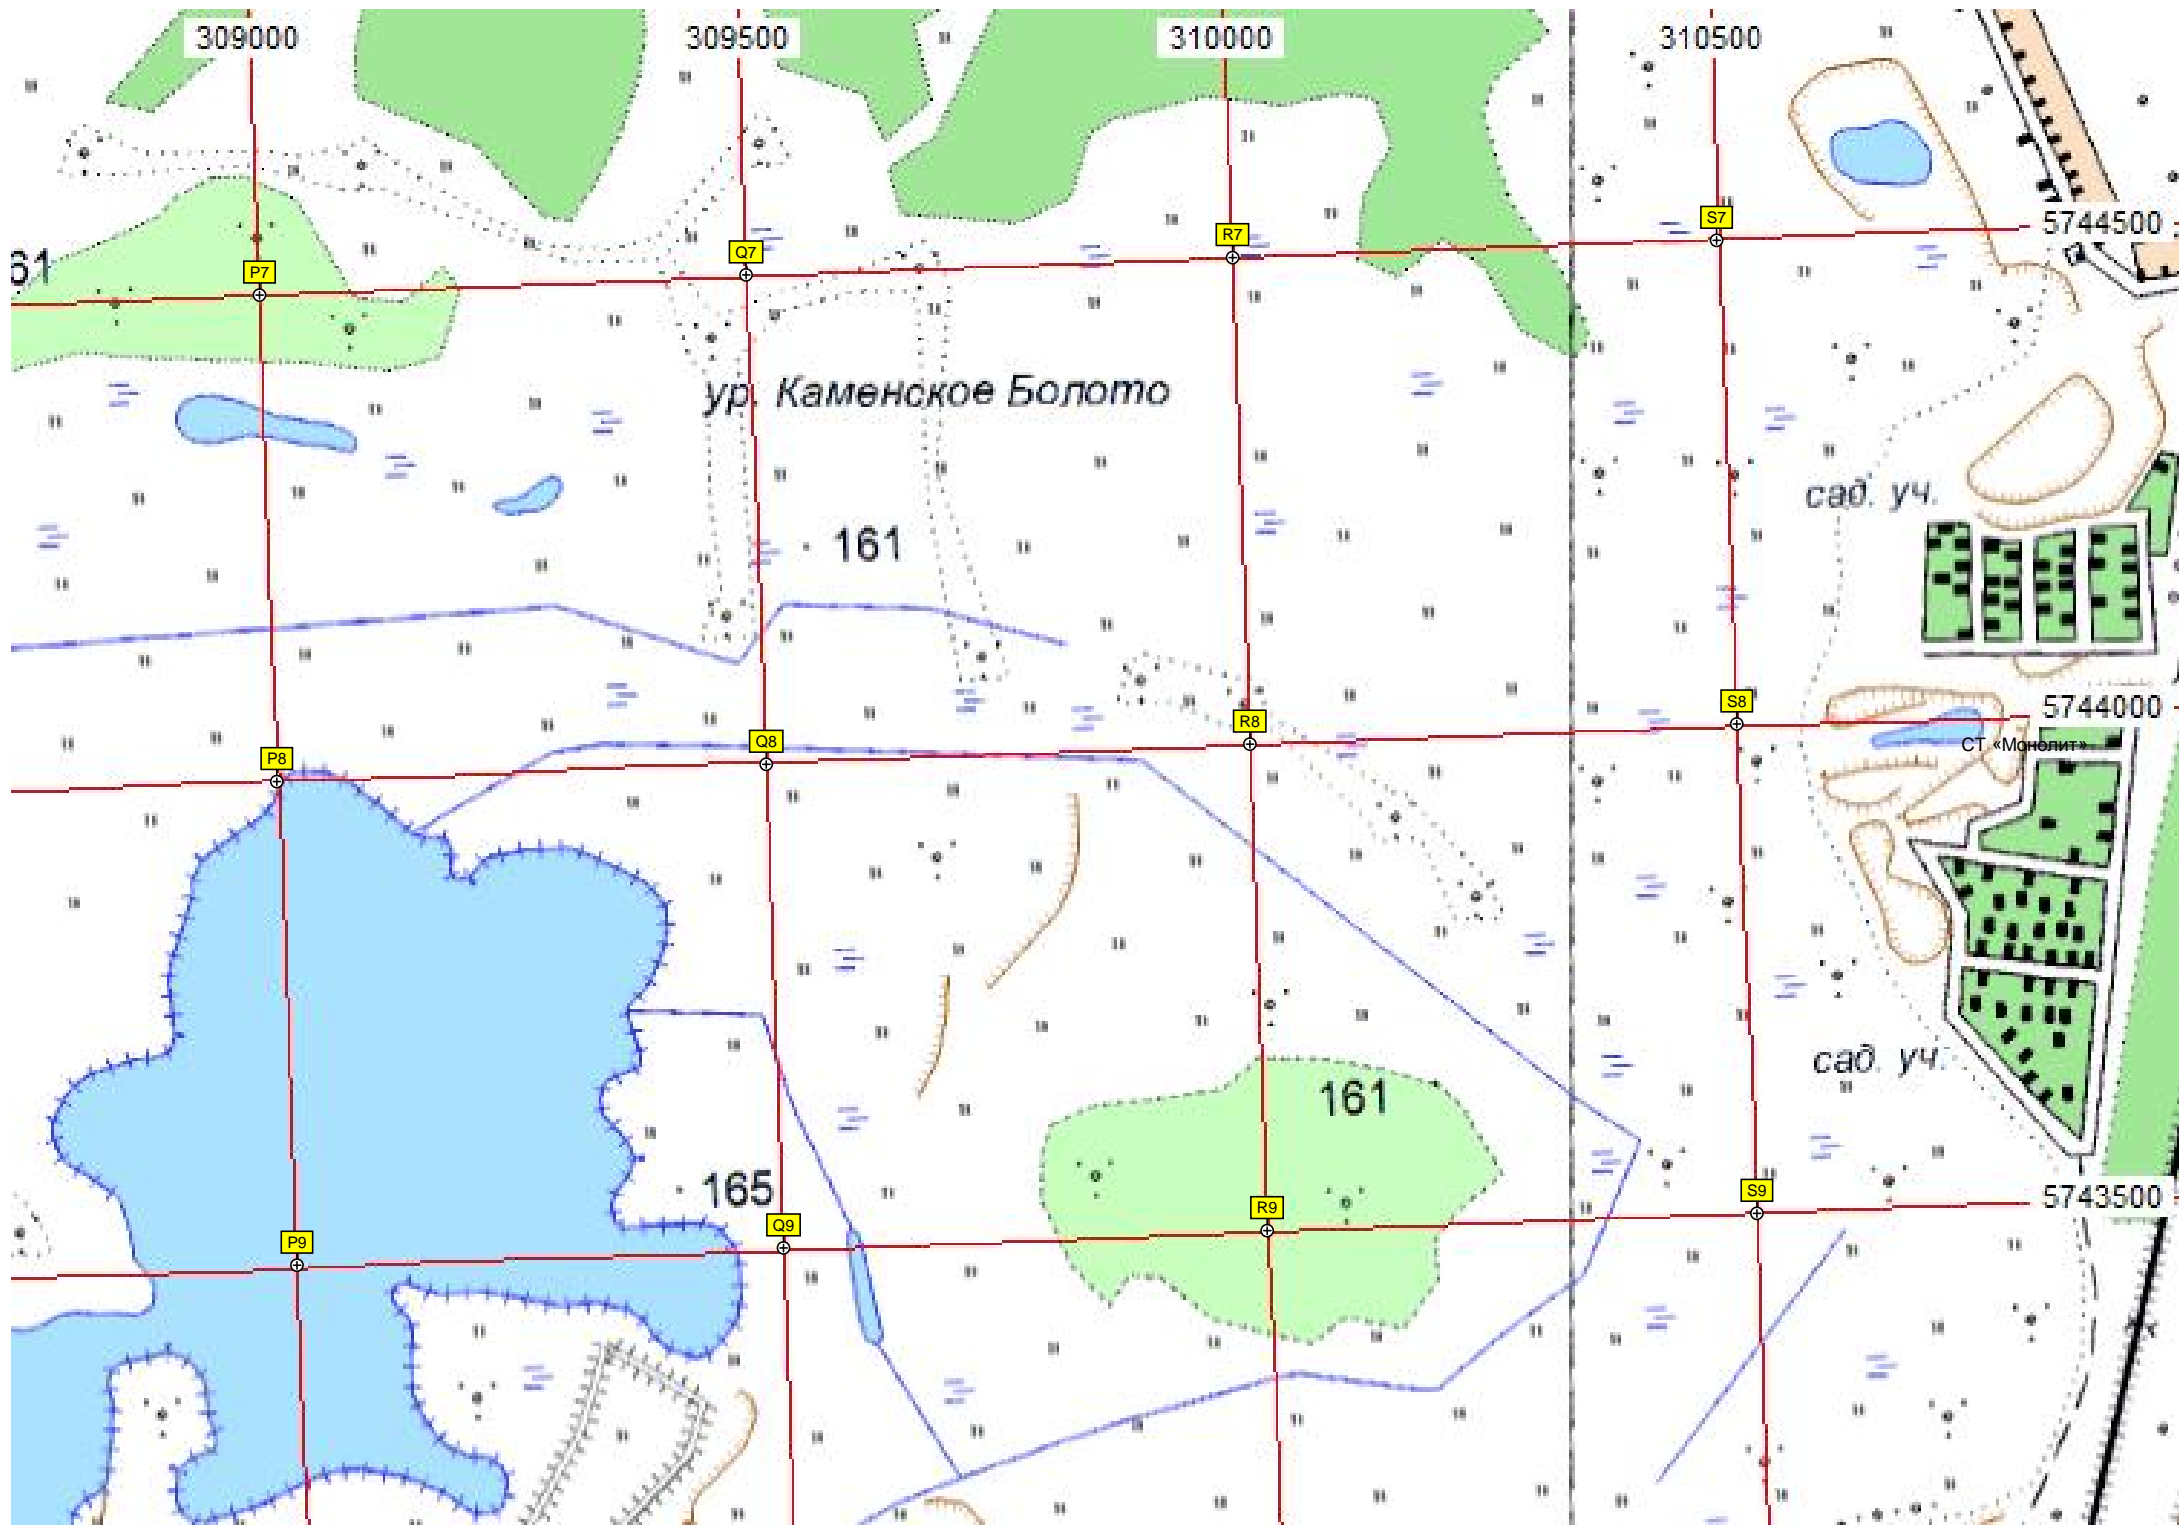 309000 309500 310000 310500
S7 5744500
R7
Q7
61 P7
ур. Каменское Болото
сад. уч.
161
S8 5744000
R8
Q8 СТ «Монолит»
P8
сад. уч.
161
165 S9 5743500
R9
Q9
P9